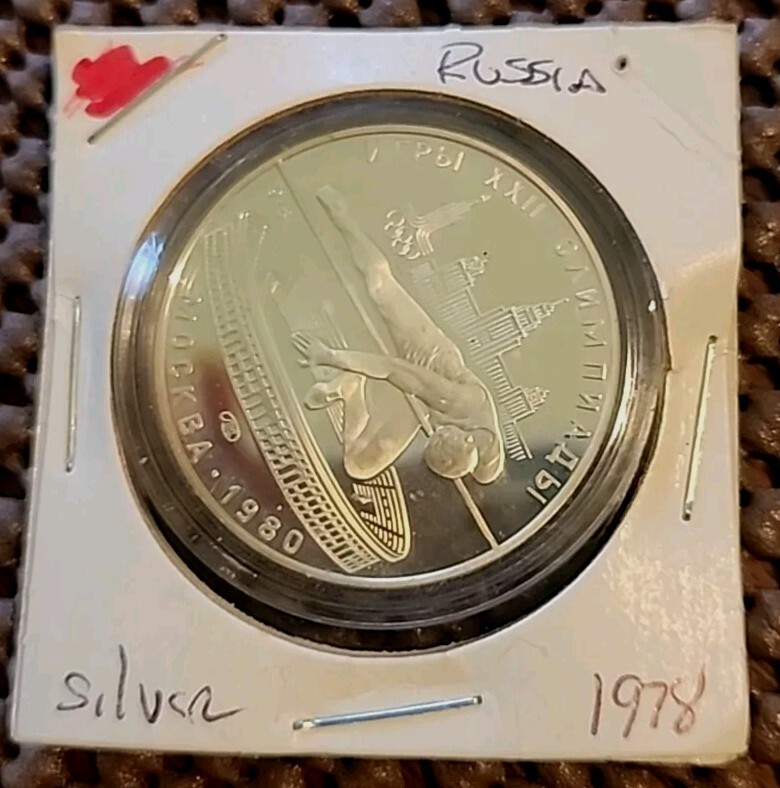 RUSSIA
ИГРЫ XXII ОЛИМПИАДЫ
МОСКВА · 1980
silver
1978